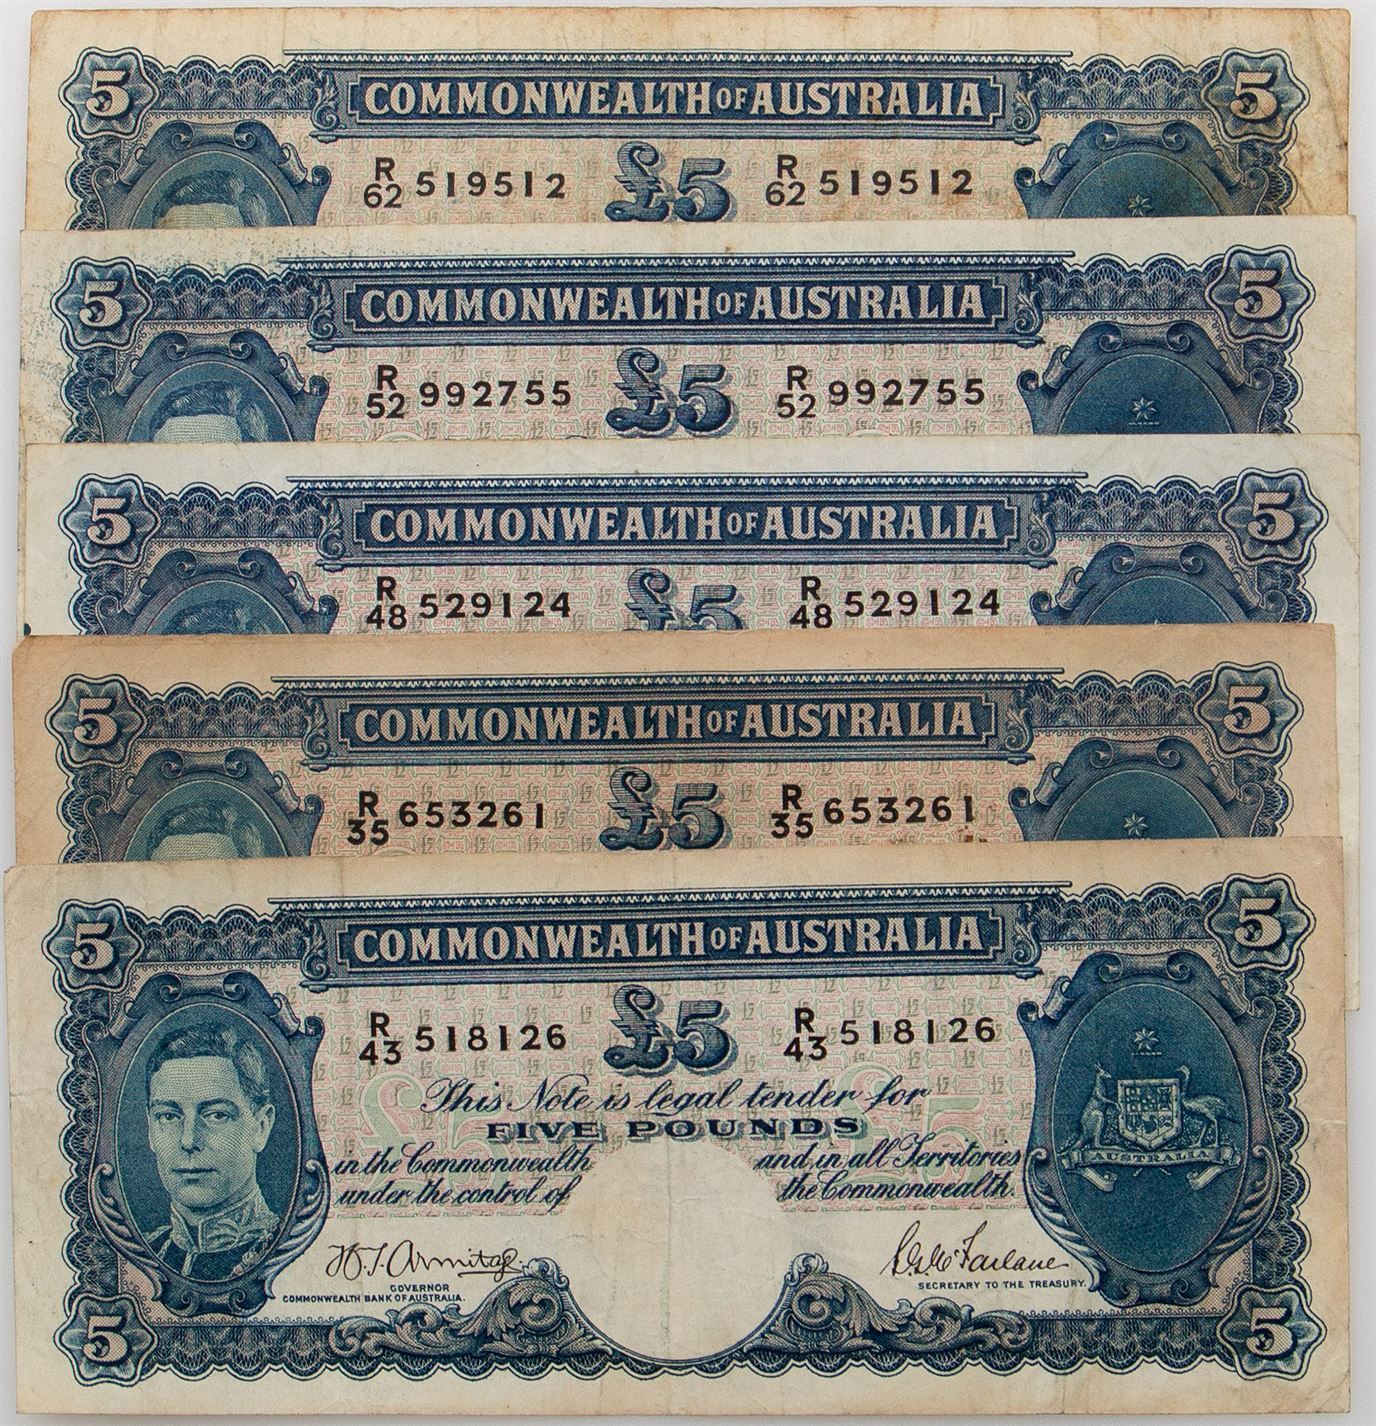 5 COMMONWEALTH OF AUSTRALIA 5
R 62 519512 £5 R 62 519512
5 COMMONWEALTH OF AUSTRALIA 5
R 52 992755 £5 R 52 992755
5 COMMONWEALTH OF AUSTRALIA 5
R 48 529124 £5 R 48 529124
5 COMMONWEALTH OF AUSTRALIA 5
R 35 653261 £5 R 35 653261
5 COMMONWEALTH OF AUSTRALIA 5
R 43 518126 £5 R 43 518126
This Note is legal tender for
FIVE POUNDS
in the Commonwealth and in all Territories
under the control of the Commonwealth.
AUSTRALIA
H.T. Armitage
GOVERNOR
COMMONWEALTH BANK OF AUSTRALIA.
S.G. McFarlane
SECRETARY TO THE TREASURY.
5 5